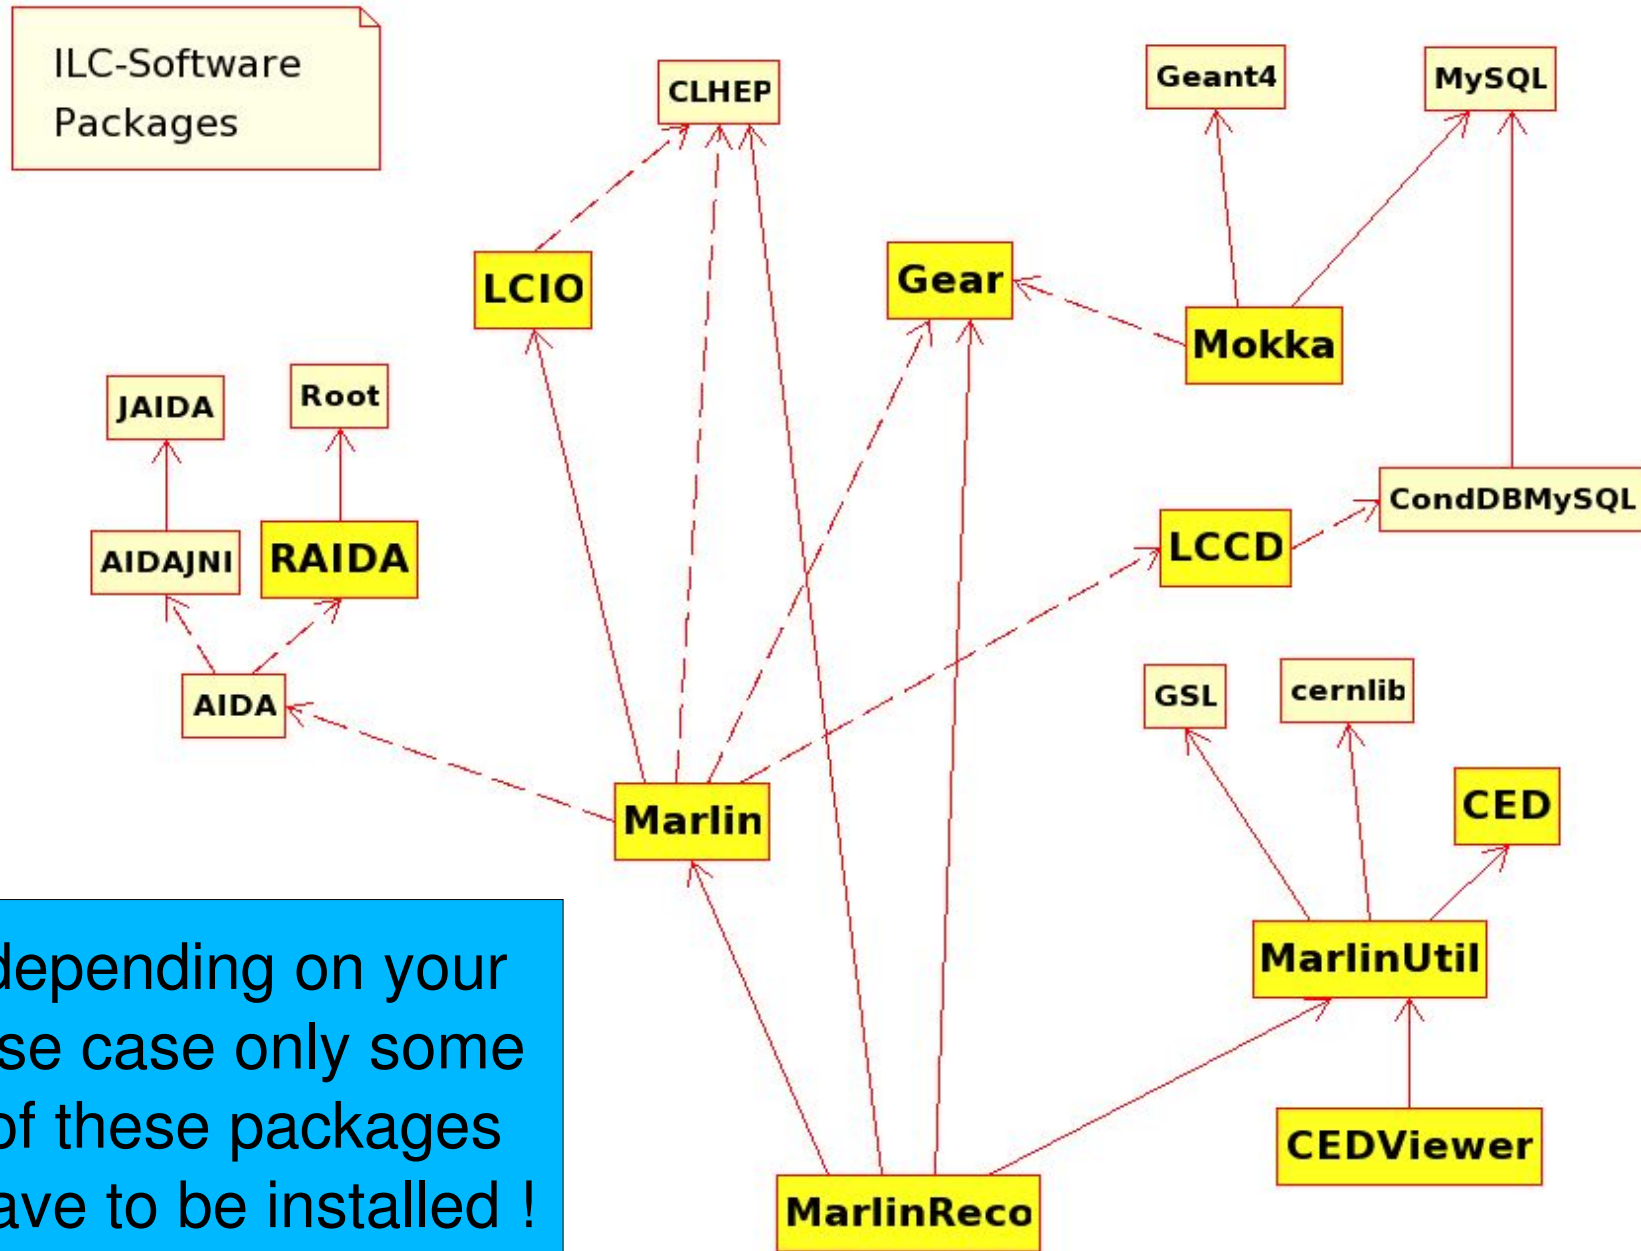 ILC-Software
Packages
CLHEP
Geant4
MySQL
LCIO
Gear
Mokka
JAIDA
Root
CondDBMySQL
AIDAJNI
RAIDA
LCCD
AIDA
GSL
cernlib
CED
Marlin
MarlinUtil
depending on your
se case only some
of these packages
ave to be installed !
CEDViewer
MarlinReco